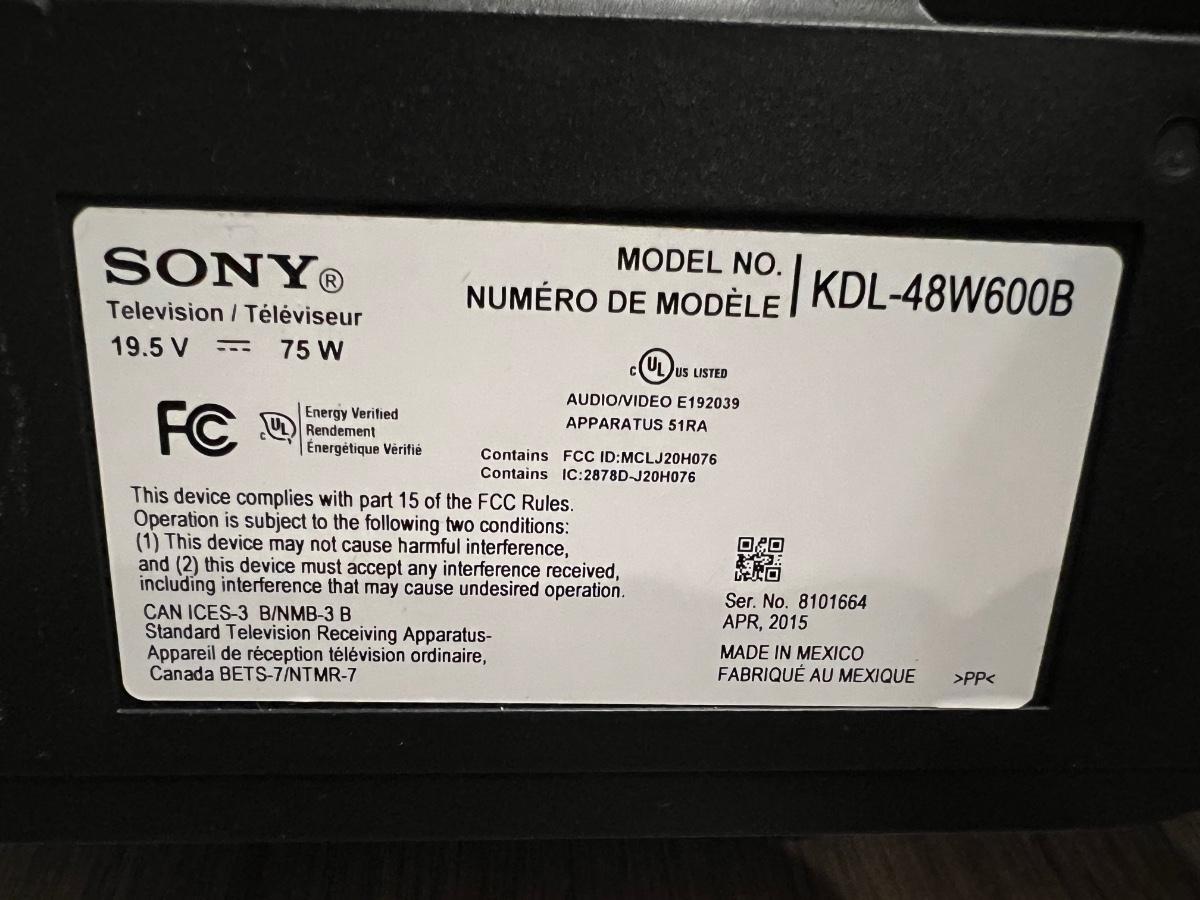 SONY®
Television / Téléviseur
19.5 V ⎓ 75 W
MODEL NO.
NUMÉRO DE MODÈLE
KDL-48W600B
C UL US LISTED
AUDIO/VIDEO E192039
APPARATUS 51RA
FC
C UL
Energy Verified
Rendement
Énergétique Vérifié
Contains FCC ID:MCLJ20H076
Contains IC:2878D-J20H076
This device complies with part 15 of the FCC Rules.
Operation is subject to the following two conditions:
(1) This device may not cause harmful interference,
and (2) this device must accept any interference received,
including interference that may cause undesired operation.
CAN ICES-3 B/NMB-3 B
Standard Television Receiving Apparatus-
Appareil de réception télévision ordinaire,
Canada BETS-7/NTMR-7
Ser. No. 8101664
APR, 2015
MADE IN MEXICO
FABRIQUÉ AU MEXIQUE >PP<